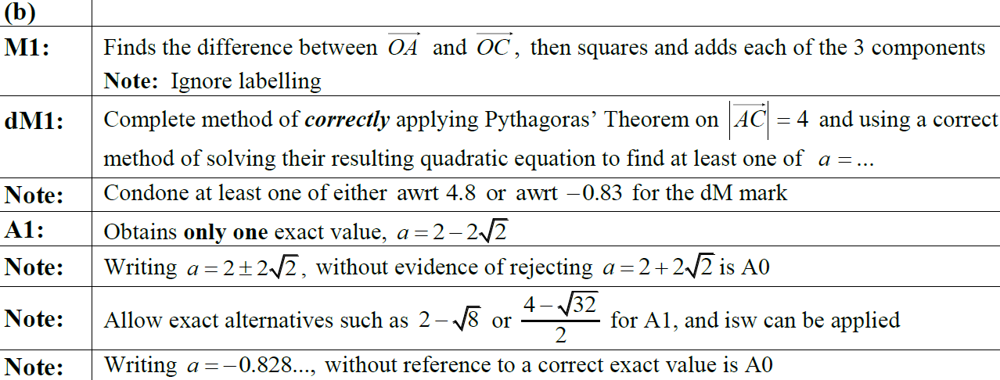 (b)
M1: Finds the difference between $\overrightarrow{OA}$ and $\overrightarrow{OC}$, then squares and adds each of the 3 components
Note: Ignore labelling
dM1: Complete method of correctly applying Pythagoras’ Theorem on $|\overrightarrow{AC}| = 4$ and using a correct
method of solving their resulting quadratic equation to find at least one of $a = ...$
Note: Condone at least one of either awrt 4.8 or awrt −0.83 for the dM mark
A1: Obtains only one exact value, $a = 2 - 2\sqrt{2}$
Note: Writing $a = 2 \pm 2\sqrt{2}$, without evidence of rejecting $a = 2 + 2\sqrt{2}$ is A0
Note: Allow exact alternatives such as $2 - \sqrt{8}$ or $\frac{4 - \sqrt{32}}{2}$ for A1, and isw can be applied
Note: Writing $a = -0.828...$, without reference to a correct exact value is A0